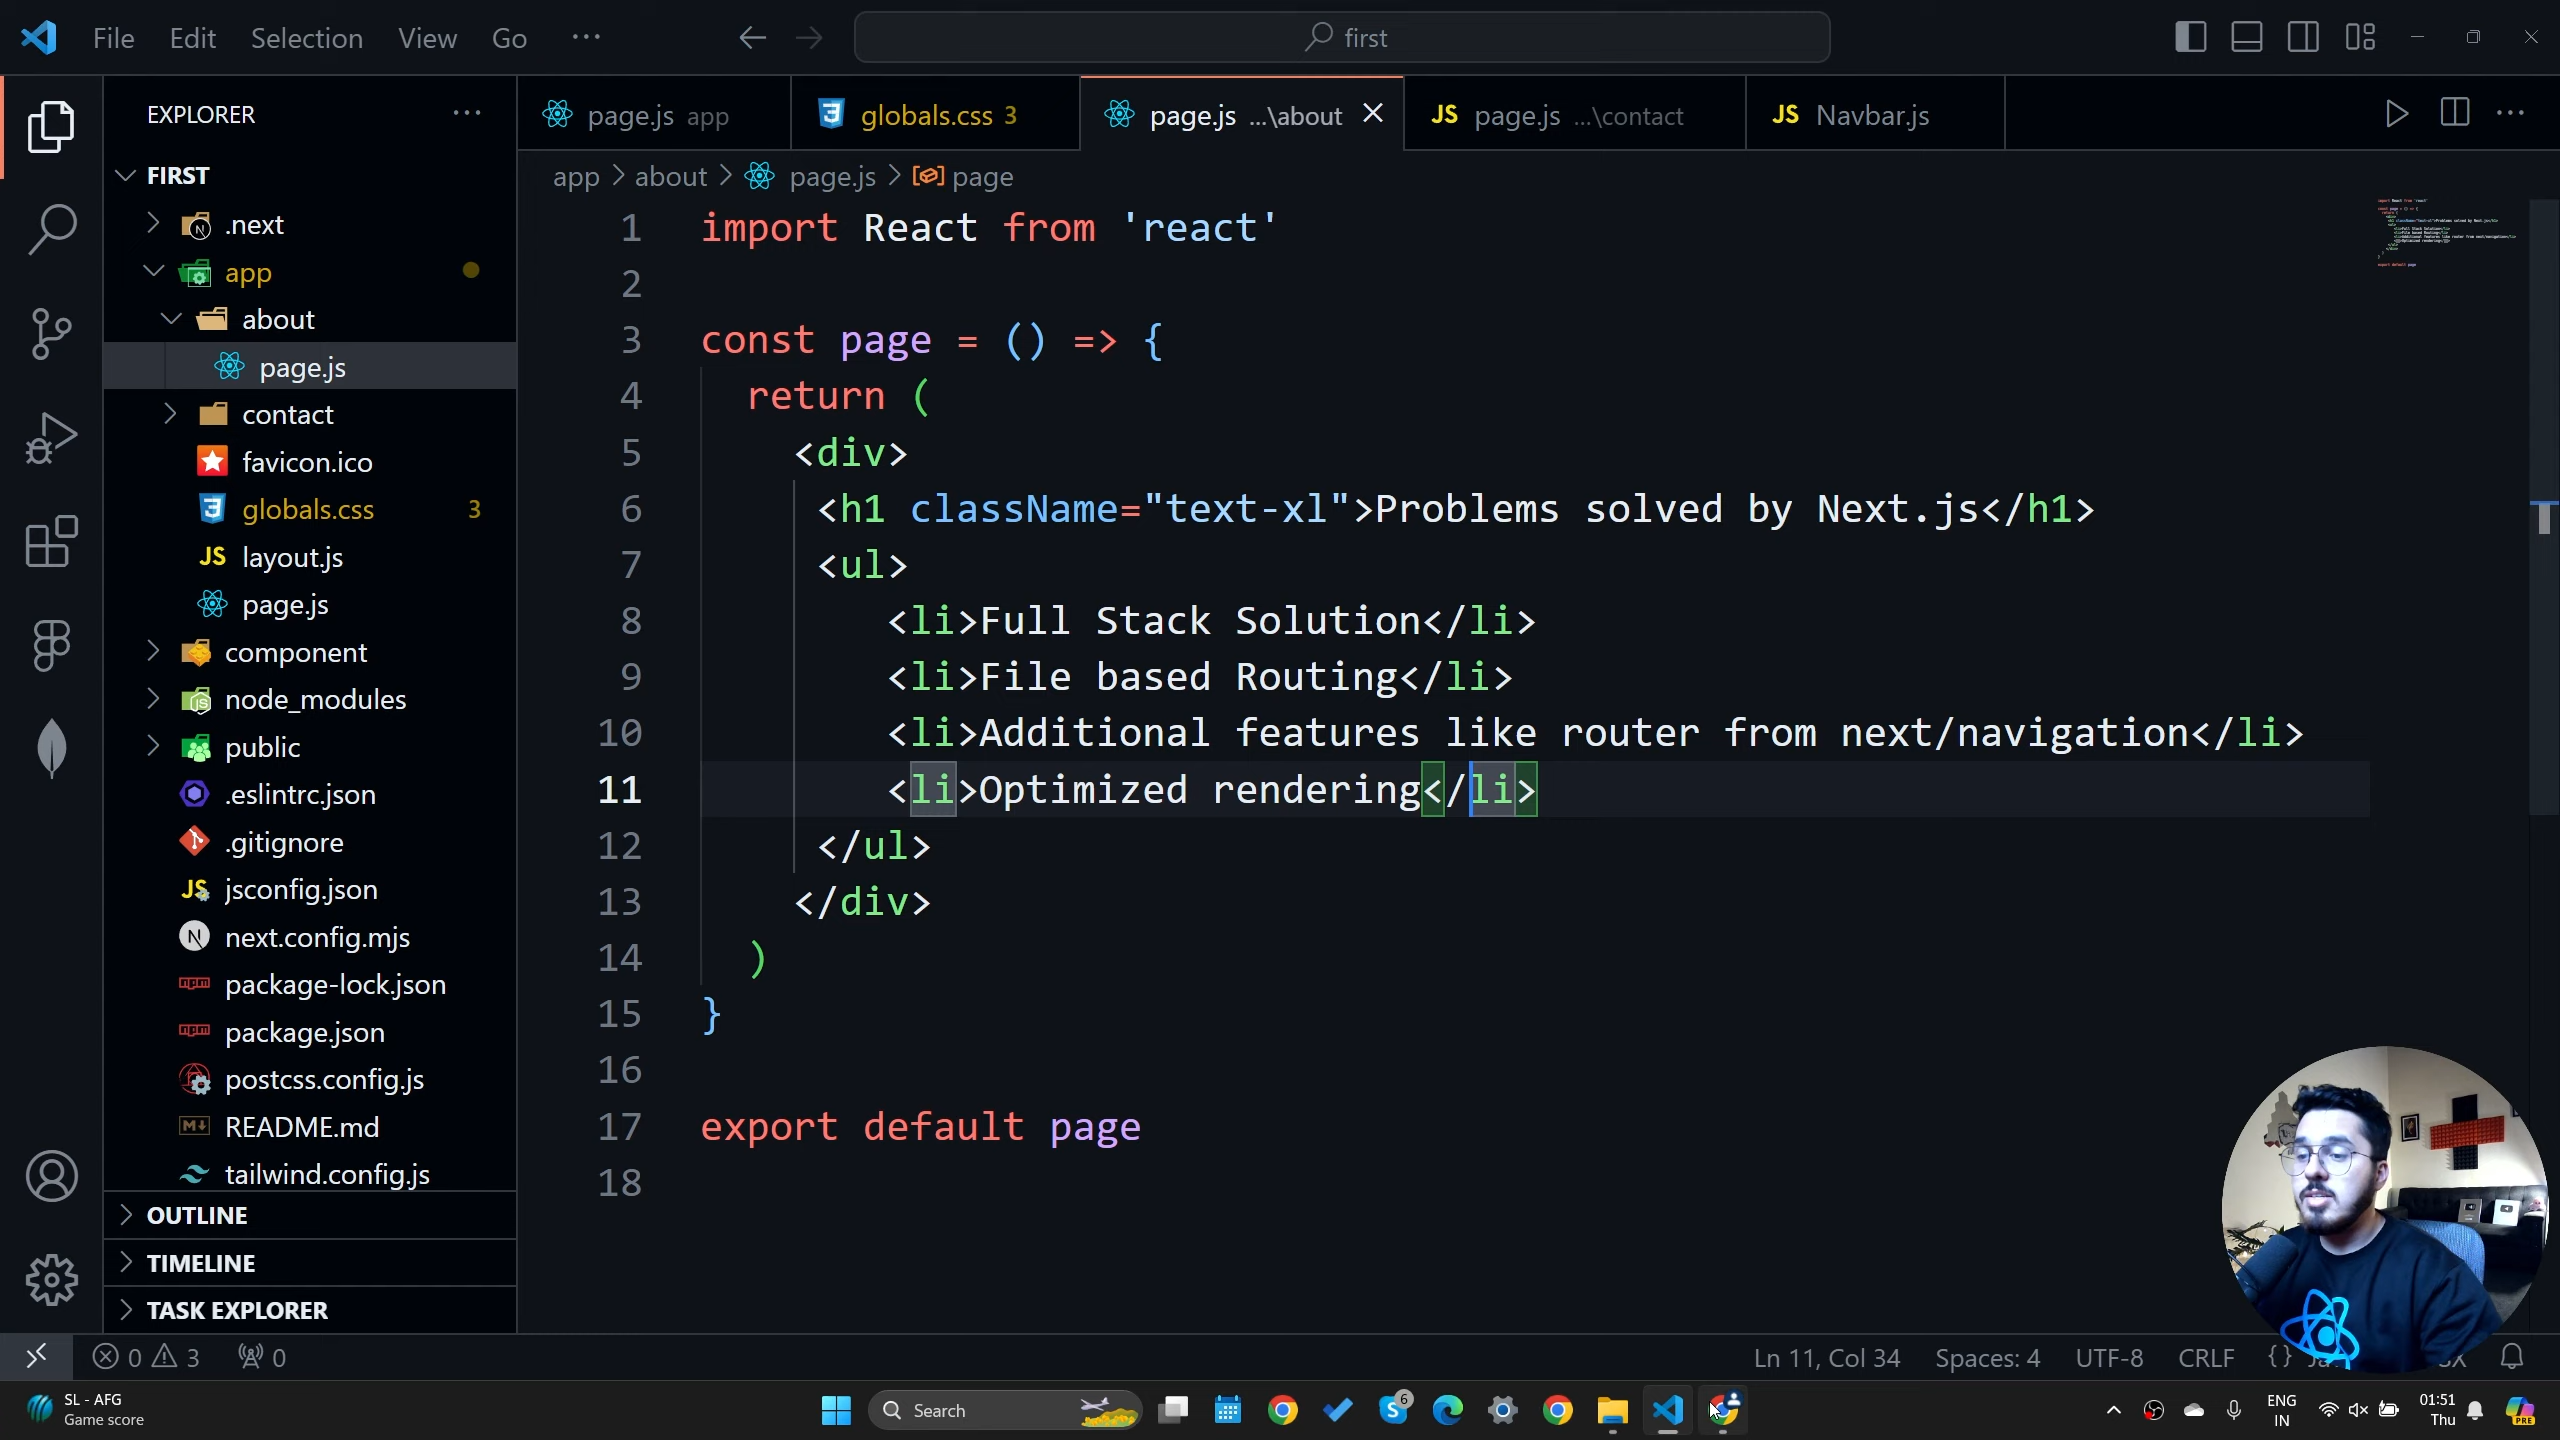 File Edit Selection View Go ... first
EXPLORER ...
page.js app globals.css 3 page.js ...\about JS page.js ...\contact JS Navbar.js
app > about > page.js > page
FIRST
.next
app
about
page.js
contact
favicon.ico
globals.css 3
JS layout.js
page.js
component
node_modules
public
.eslintrc.json
.gitignore
JS jsconfig.json
N next.config.mjs
package-lock.json
package.json
postcss.config.js
README.md
tailwind.config.js
OUTLINE
TIMELINE
TASK EXPLORER
1 import React from 'react'
2
3 const page = () => {
4 return (
5 <div>
6 <h1 className="text-xl">Problems solved by Next.js</h1>
7 <ul>
8 <li>Full Stack Solution</li>
9 <li>File based Routing</li>
10 <li>Additional features like router from next/navigation</li>
11 <li>Optimized rendering</li>
12 </ul>
13 </div>
14 )
15 }
16
17 export default page
18
0 3 0 Ln 11, Col 34 Spaces: 4 UTF-8 CRLF {}
SL - AFG
Game score
Search
6
ENG
IN
01:51
Thu
PRE